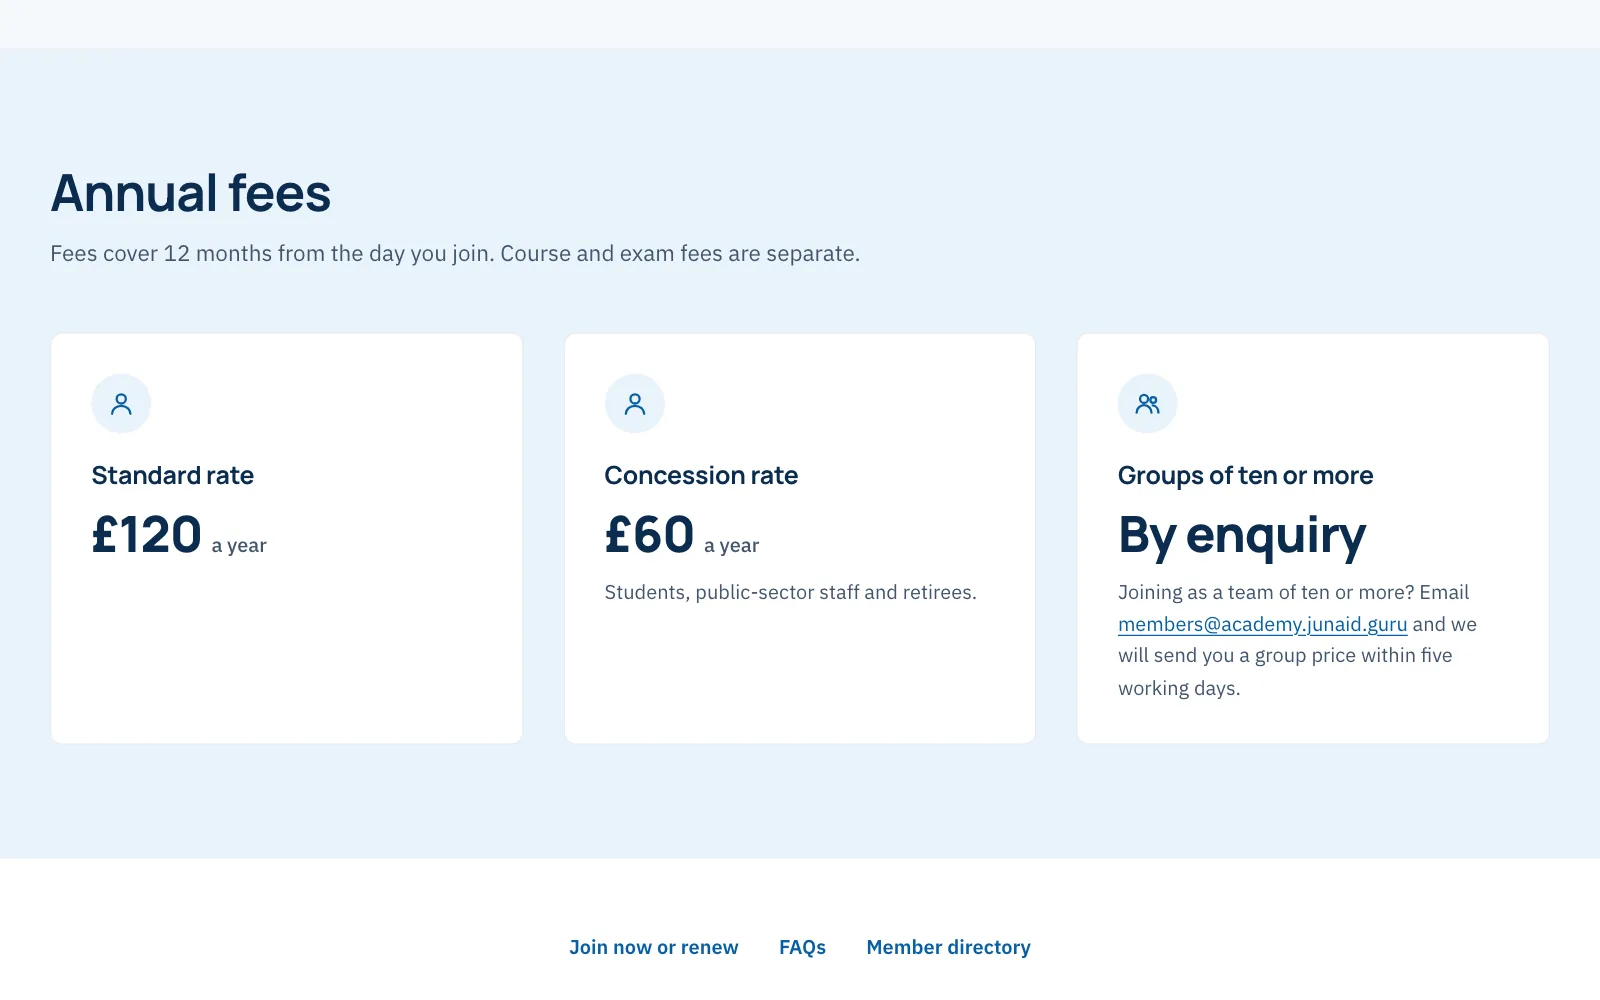 Annual fees
Fees cover 12 months from the day you join. Course and exam fees are separate.
Standard rate
£120 a year
Concession rate
£60 a year
Students, public-sector staff and retirees.
Groups of ten or more
By enquiry
Joining as a team of ten or more? Email
members@academy.junaid.guru and we
will send you a group price within five
working days.
Join now or renew
FAQs
Member directory